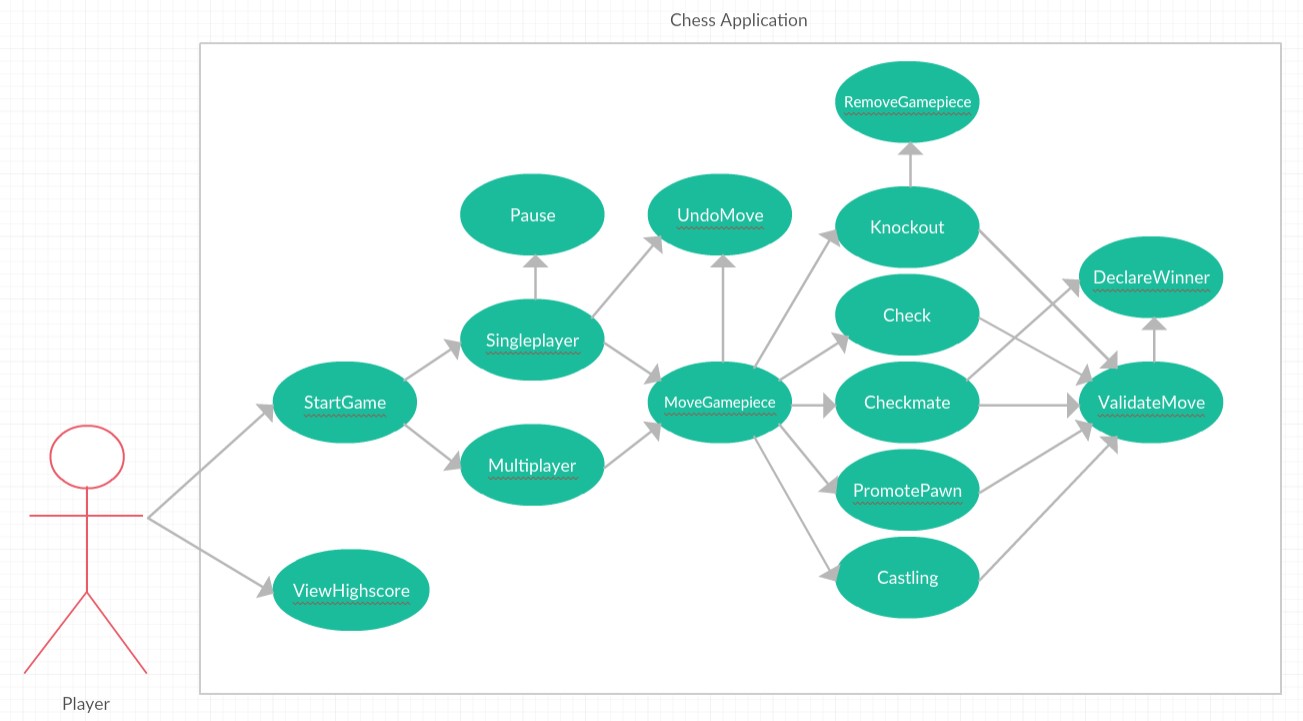 Chess Application
RemoveGamepiece
Pause
UndoMove
Knockout
DeclareWinner
Check
Singleplayer
StartGame
MoveGamepiece
Checkmate
ValidateMove
Multiplayer
PromotePawn
Castling
ViewHighscore
Player